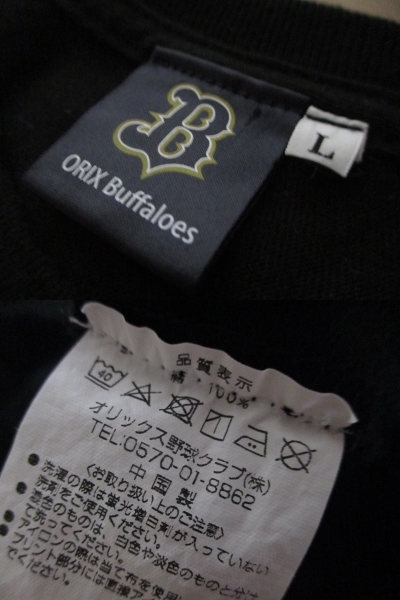 B
ORIX Buffaloes
L
品質表示
綿・100%
40
オリックス野球クラブ(株)
TEL:0570-01-8862
中国製
〈お取り扱い上のご注意〉
●洗濯の際は蛍光増白剤が入っていない
洗剤をご使用ください。
●濃色のものは、白色や淡色のものと分け
て洗ってください。
●アイロンの際は当て布を使用し
プリント部分には直接アイ
でください。